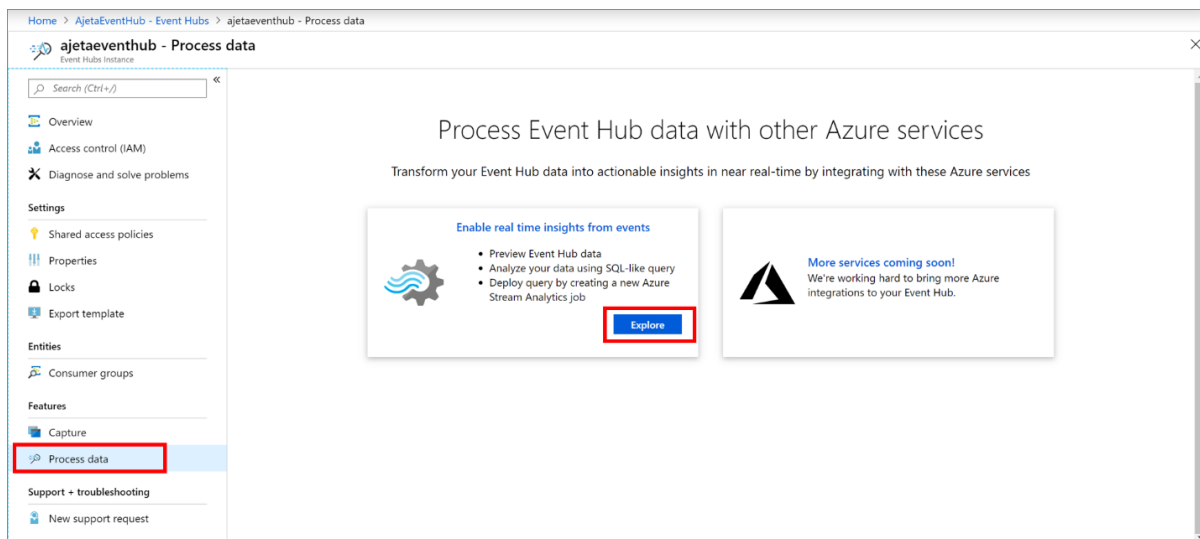 Home > AjetaEventHub - Event Hubs > ajetaeventhub - Process data
ajetaeventhub - Process data
Event Hubs Instance
Search (Ctrl+/)
Overview
Access control (IAM)
Diagnose and solve problems
Settings
Shared access policies
Properties
Locks
Export template
Entities
Consumer groups
Features
Capture
Process data
Support + troubleshooting
New support request
Process Event Hub data with other Azure services
Transform your Event Hub data into actionable insights in near real-time by integrating with these Azure services
Enable real time insights from events
• Preview Event Hub data
• Analyze your data using SQL-like query
• Deploy query by creating a new Azure
Stream Analytics job
Explore
More services coming soon!
We're working hard to bring more Azure
integrations to your Event Hub.